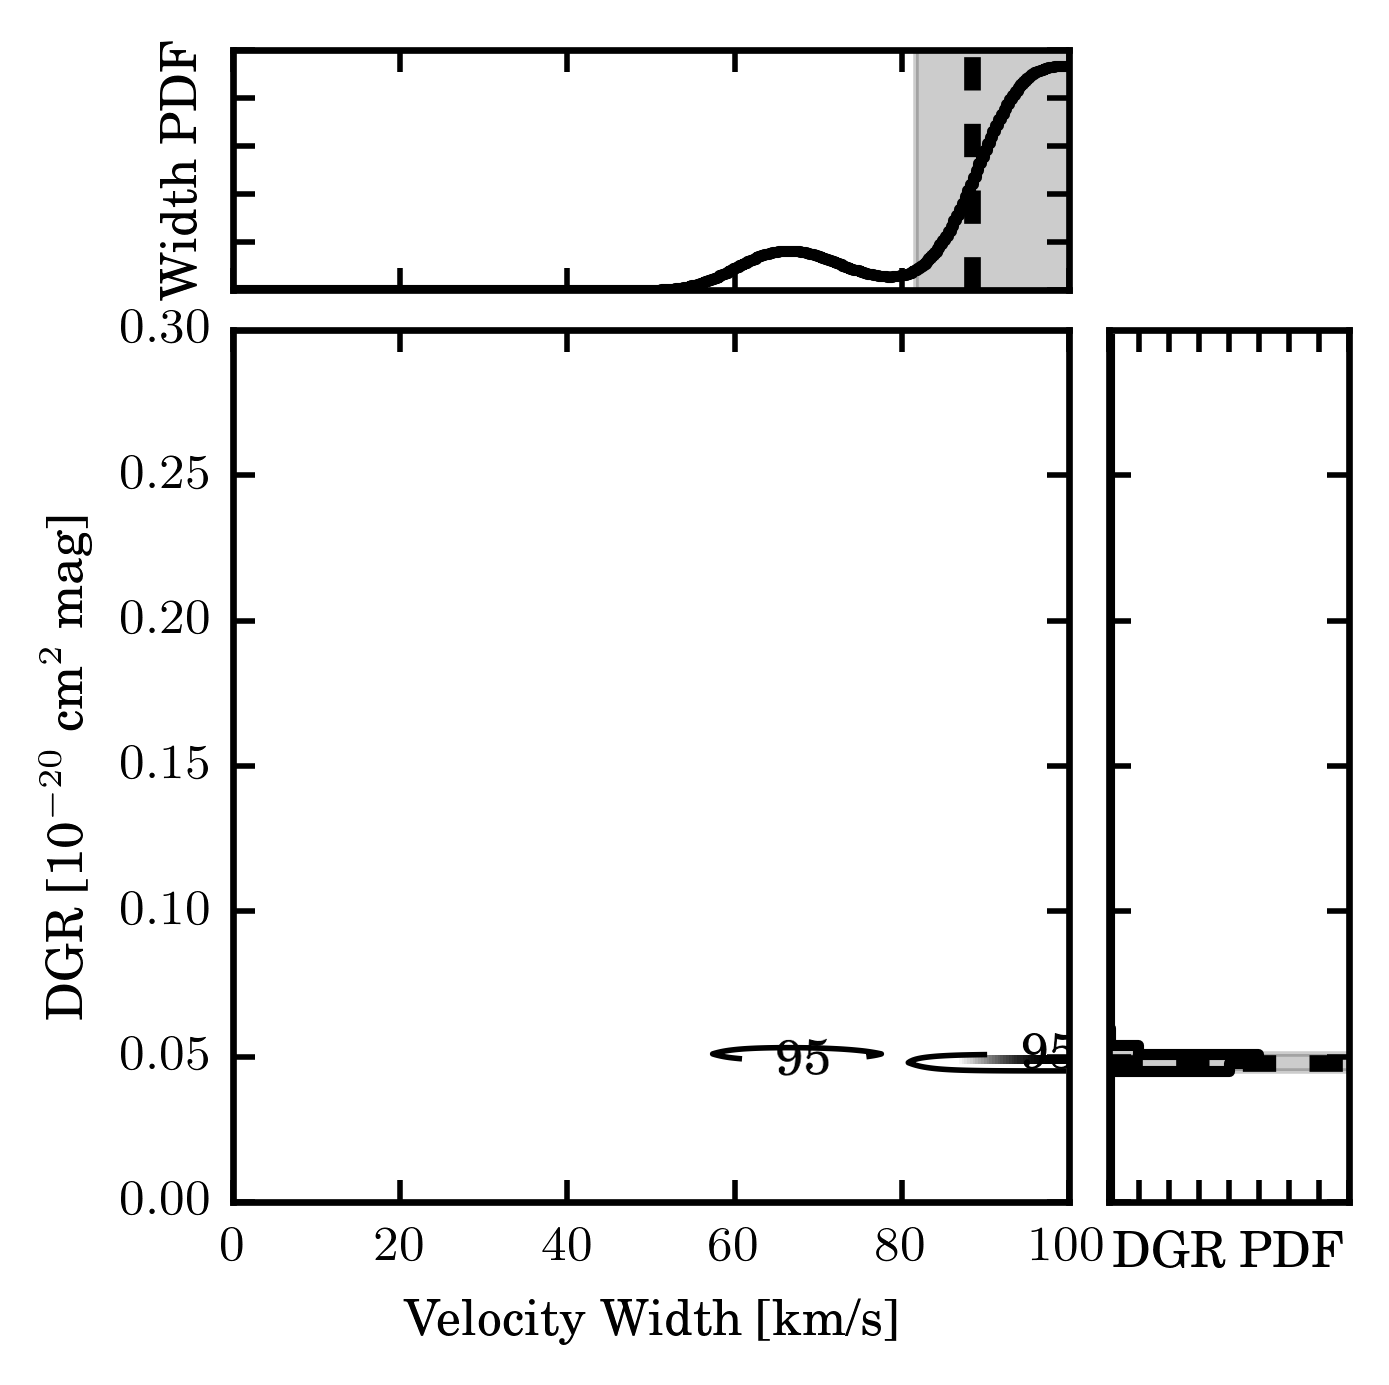 Width PDF
0.30
0.25
0.20
0.15
0.10
0.05
0.00
DGR [10⁻²⁰ cm² mag]
95
95
0 20 40 60 80 100
DGR PDF
Velocity Width [km/s]